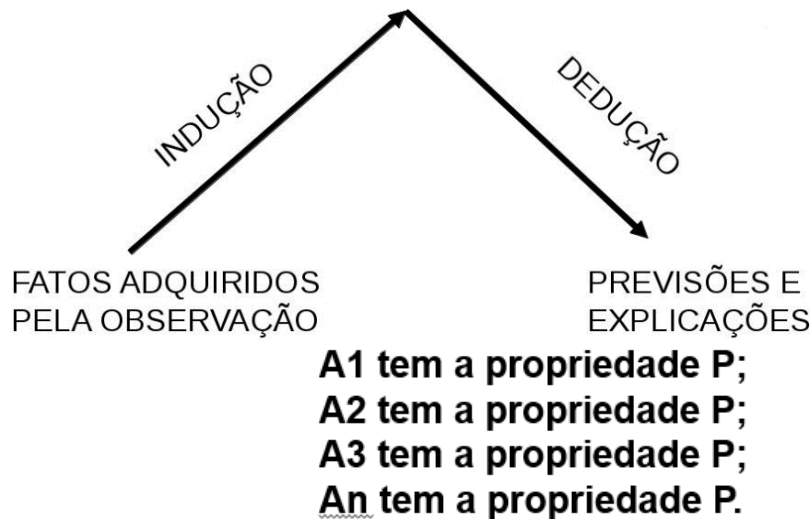 INDUÇÃO
DEDUÇÃO
FATOS ADQUIRIDOS
PELA OBSERVAÇÃO
PREVISÕES E
EXPLICAÇÕES
A1 tem a propriedade P;
A2 tem a propriedade P;
A3 tem a propriedade P;
An tem a propriedade P.